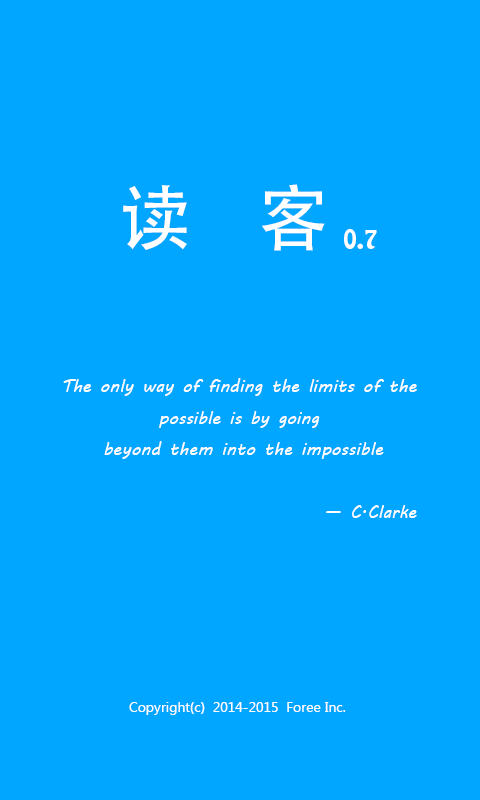 读 客 0.7
The only way of finding the limits of the
possible is by going
beyond them into the impossible
— C·Clarke
Copyright(c) 2014-2015 Foree Inc.